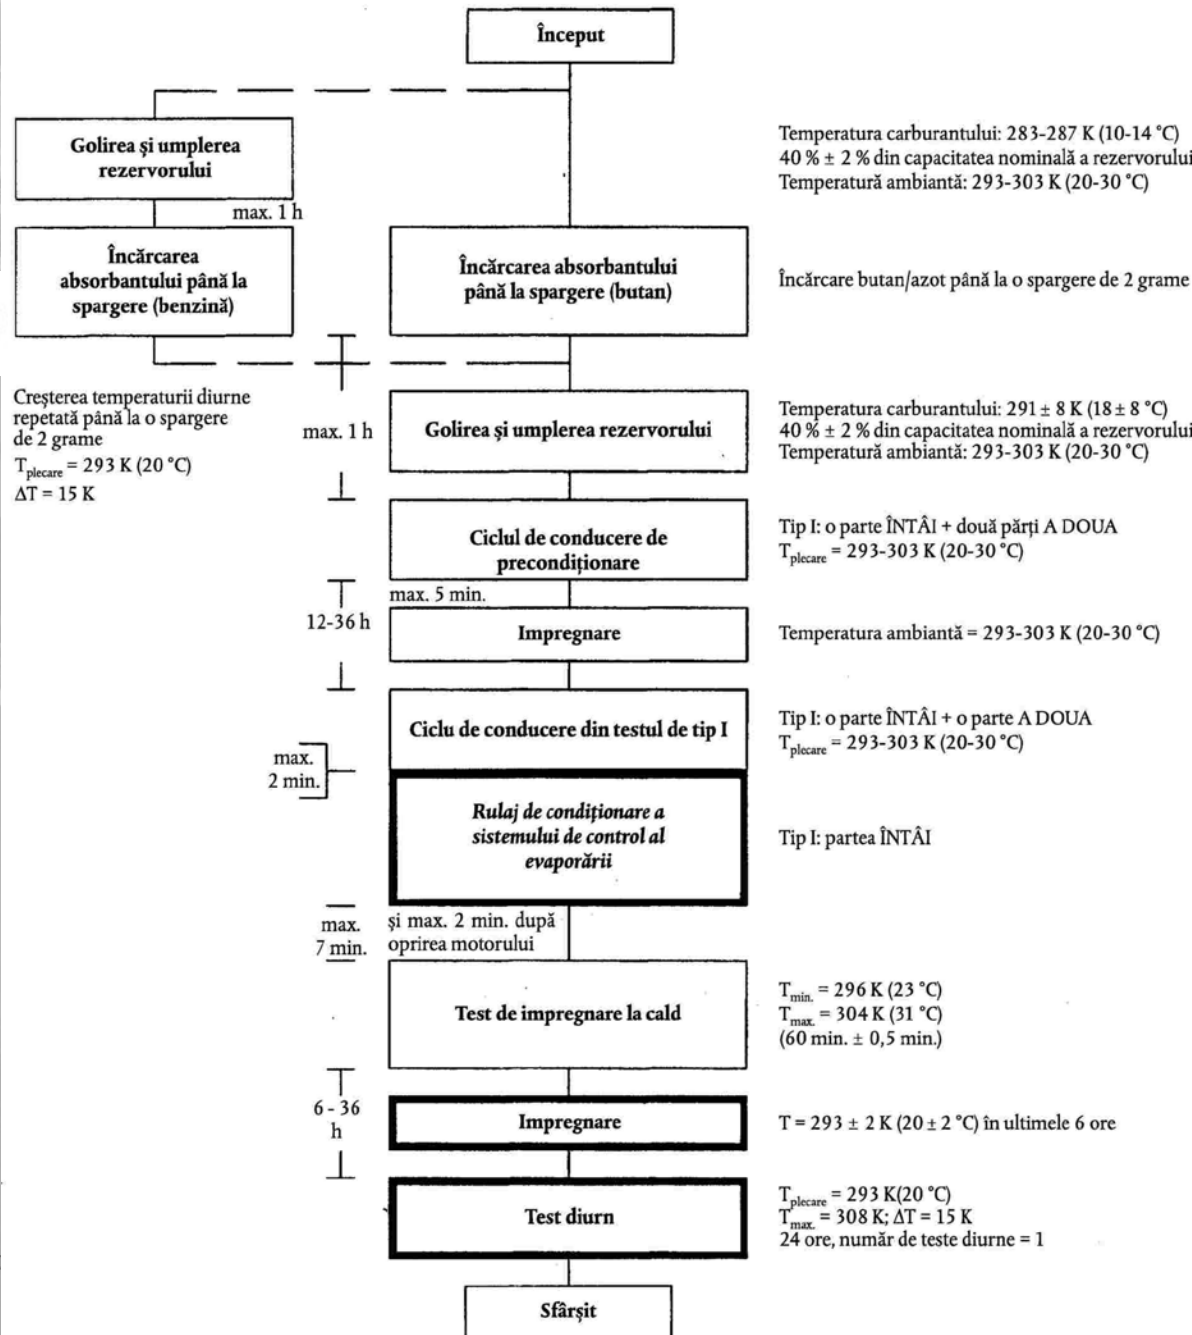 Început
Golirea și umplerea
rezervorului
Temperatura carburantului: 283-287 K (10-14 °C)
40 % ± 2 % din capacitatea nominală a rezervorului
Temperatură ambiantă: 293-303 K (20-30 °C)
max. 1 h
Încărcarea
absorbantului până la
spargere (benzină)
Încărcarea absorbantului
până la spargere (butan)
Încărcare butan/azot până la o spargere de 2 grame
Creșterea temperaturii diurne
repetată până la o spargere
de 2 grame
Tplecare = 293 K (20 °C)
ΔT = 15 K
max. 1 h
Golirea și umplerea rezervorului
Temperatura carburantului: 291 ± 8 K (18 ± 8 °C)
40 % ± 2 % din capacitatea nominală a rezervorului
Temperatură ambiantă: 293-303 K (20-30 °C)
Ciclul de conducere de
precondiționare
Tip I: o parte ÎNTÂI + două părți A DOUA
Tplecare = 293-303 K (20-30 °C)
max. 5 min.
12-36 h
Impregnare
Temperatura ambiantă = 293-303 K (20-30 °C)
Ciclu de conducere din testul de tip I
Tip I: o parte ÎNTÂI + o parte A DOUA
Tplecare = 293-303 K (20-30 °C)
max.
2 min.
Rulaj de condiționare a
sistemului de control al
evaporării
Tip I: partea ÎNTÂI
max.
7 min.
și max. 2 min. după
oprirea motorului
Test de impregnare la cald
Tmin. = 296 K (23 °C)
Tmax. = 304 K (31 °C)
(60 min. ± 0,5 min.)
6 - 36
h
Impregnare
T = 293 ± 2 K (20 ± 2 °C) în ultimele 6 ore
Test diurn
Tplecare = 293 K(20 °C)
Tmax. = 308 K; ΔT = 15 K
24 ore, număr de teste diurne = 1
Sfârșit